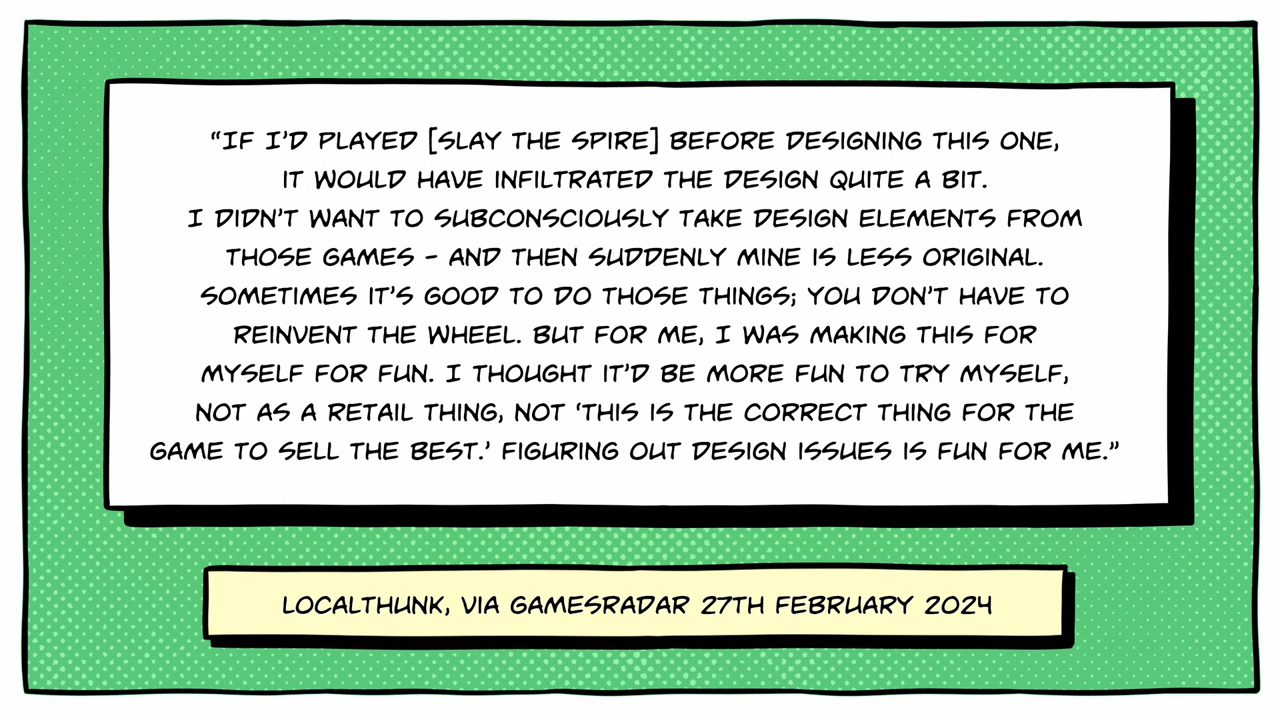 “IF I’D PLAYED [SLAY THE SPIRE] BEFORE DESIGNING THIS ONE,
IT WOULD HAVE INFILTRATED THE DESIGN QUITE A BIT.
I DIDN’T WANT TO SUBCONSCIOUSLY TAKE DESIGN ELEMENTS FROM
THOSE GAMES – AND THEN SUDDENLY MINE IS LESS ORIGINAL.
SOMETIMES IT’S GOOD TO DO THOSE THINGS; YOU DON’T HAVE TO
REINVENT THE WHEEL. BUT FOR ME, I WAS MAKING THIS FOR
MYSELF FOR FUN. I THOUGHT IT’D BE MORE FUN TO TRY MYSELF,
NOT AS A RETAIL THING, NOT ‘THIS IS THE CORRECT THING FOR THE
GAME TO SELL THE BEST.’ FIGURING OUT DESIGN ISSUES IS FUN FOR ME.”
LOCALTHUNK, VIA GAMESRADAR 27TH FEBRUARY 2024